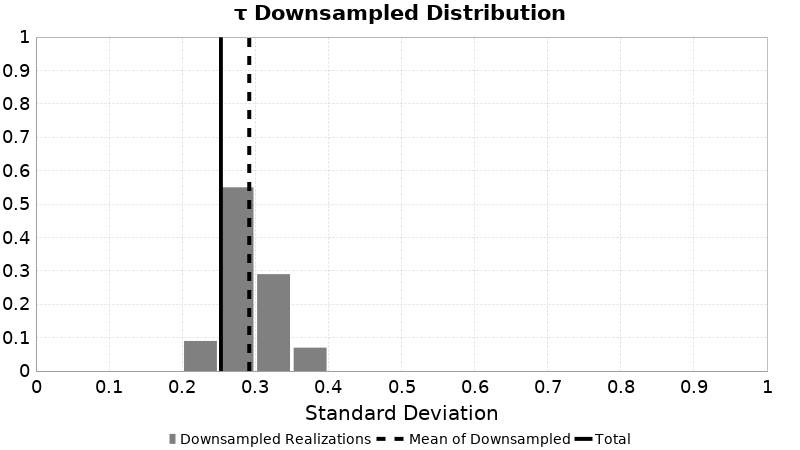 τ Downsampled Distribution
1
0.9
0.8
0.7
0.6
0.5
0.4
0.3
0.2
0.1
0
0 0.1 0.2 0.3 0.4 0.5 0.6 0.7 0.8 0.9 1
Standard Deviation
Downsampled Realizations Mean of Downsampled Total